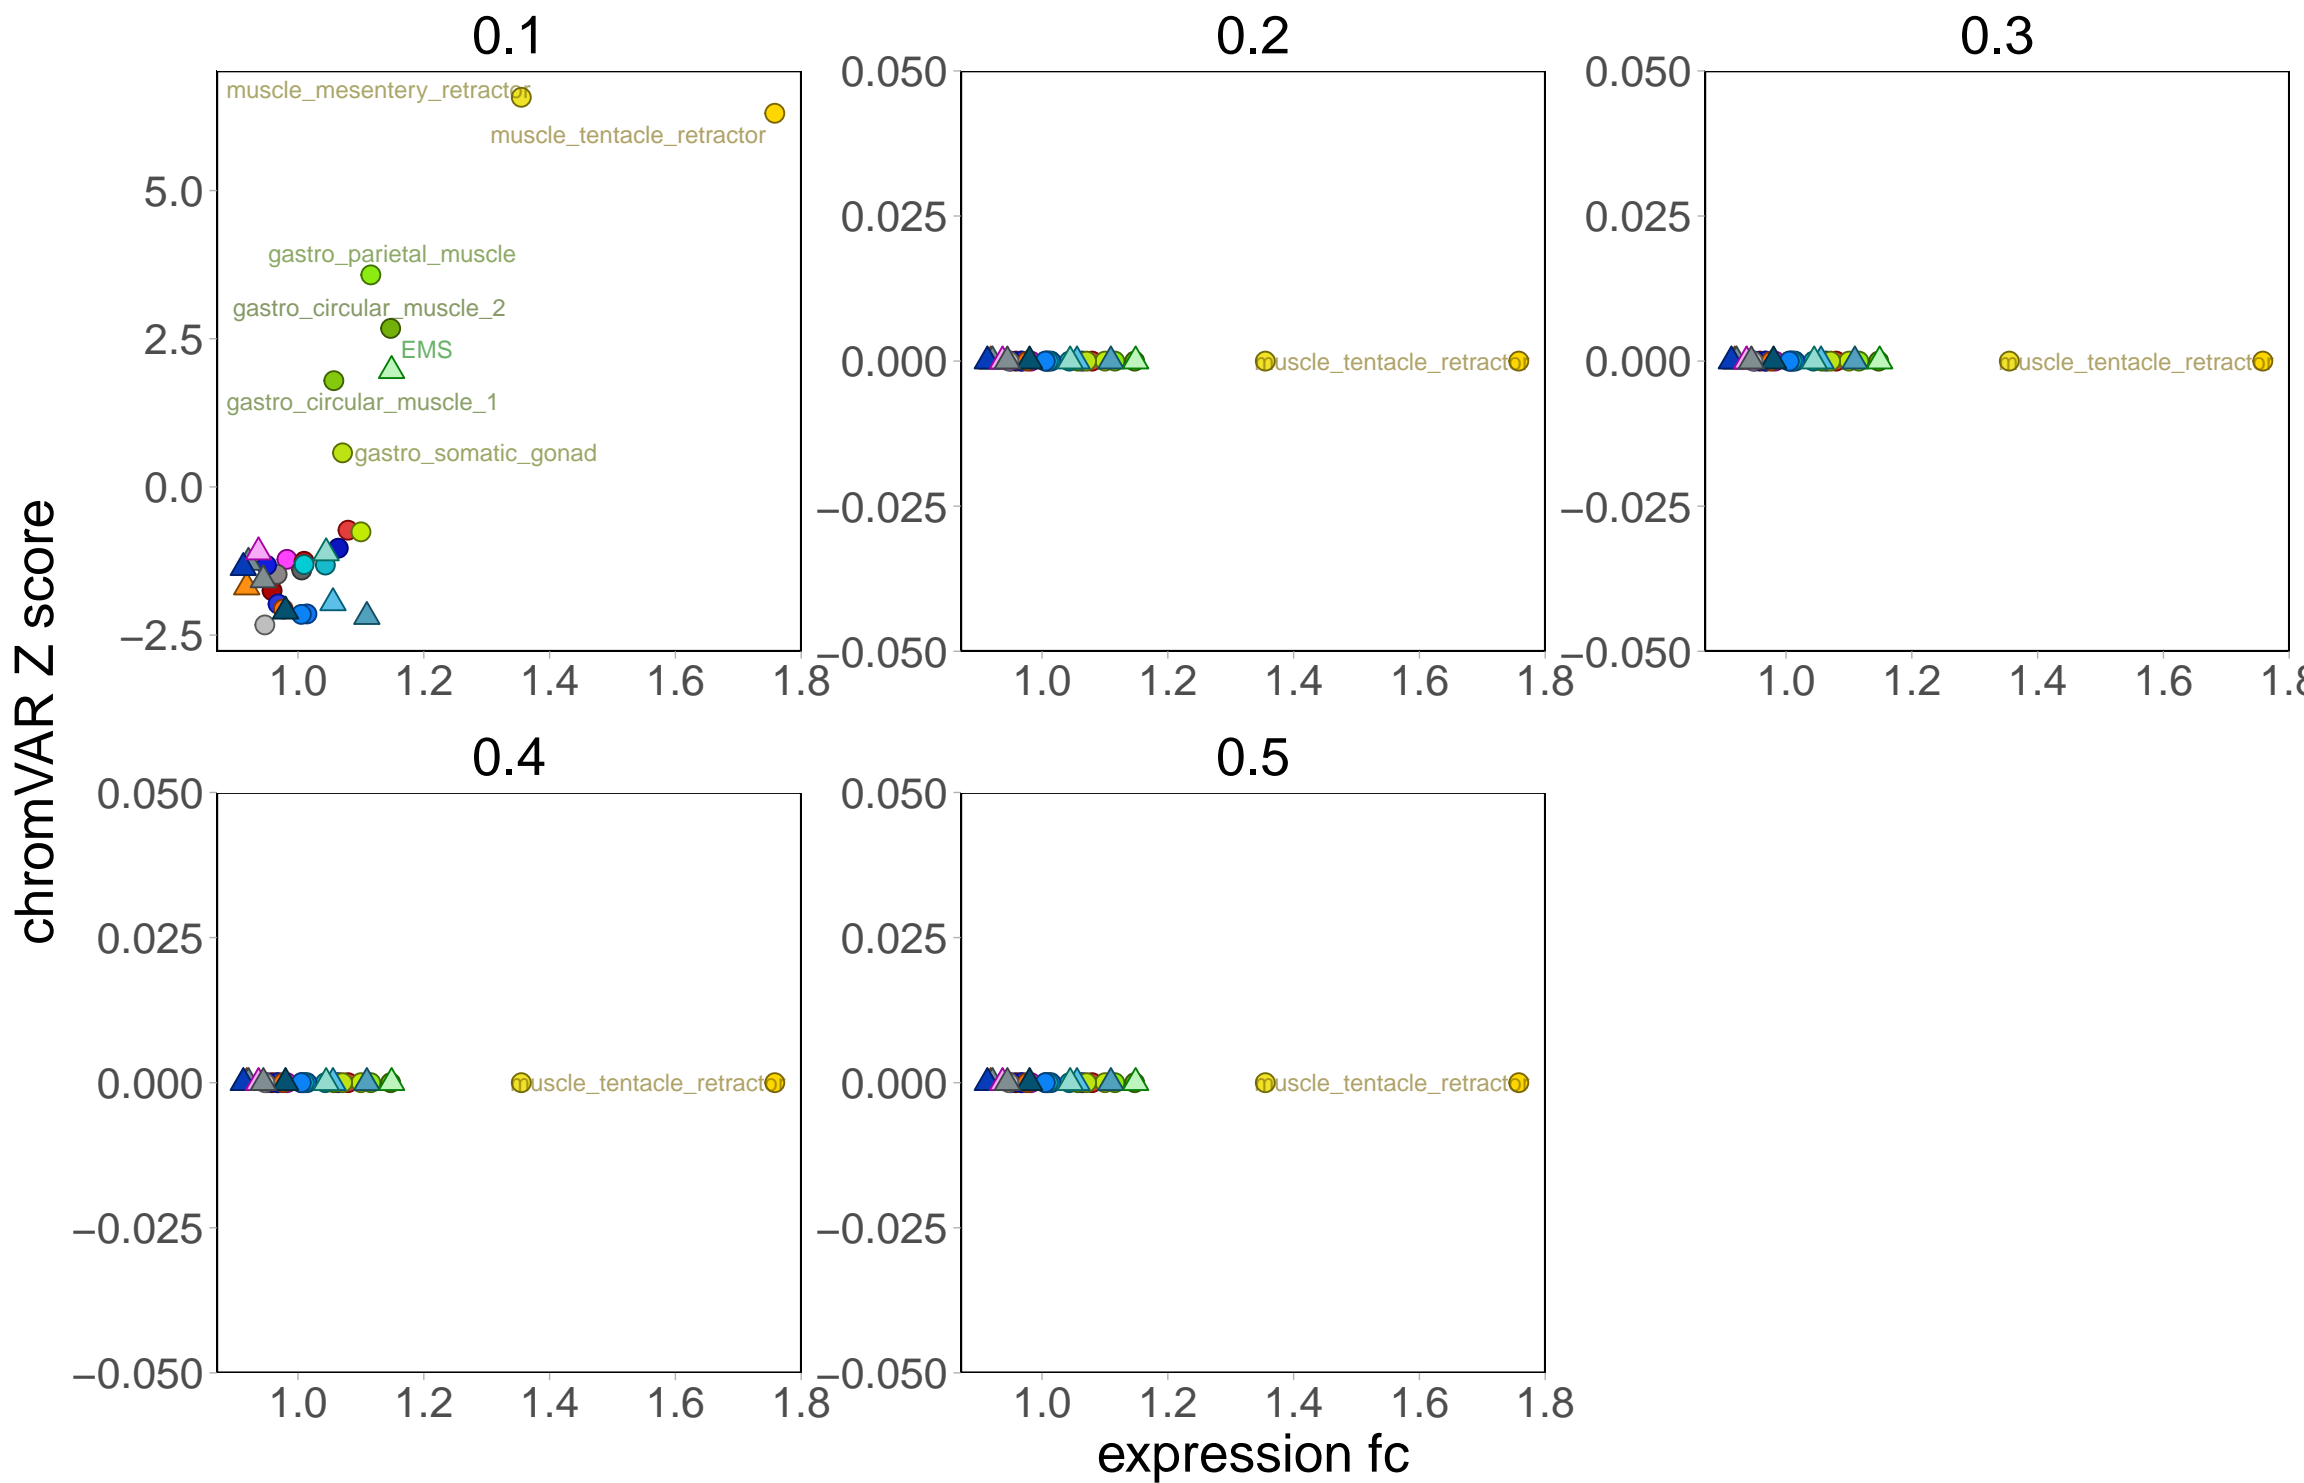 0.1
0.2
0.3
muscle_mesentery_retractor
muscle_tentacle_retractor
gastro_parietal_muscle
gastro_circular_muscle_2
EMS
gastro_circular_muscle_1
gastro_somatic_gonad
5.0
2.5
0.0
−2.5
1.0 1.2 1.4 1.6 1.8
0.050
0.025
0.000
−0.025
−0.050
muscle_tentacle_retractor
1.0 1.2 1.4 1.6 1.8
0.050
0.025
0.000
−0.025
−0.050
muscle_tentacle_retractor
1.0 1.2 1.4 1.6 1.8
chromVAR Z score
0.4
0.5
0.050
0.025
0.000
−0.025
−0.050
muscle_tentacle_retractor
1.0 1.2 1.4 1.6 1.8
0.050
0.025
0.000
−0.025
−0.050
muscle_tentacle_retractor
1.0 1.2 1.4 1.6 1.8
expression fc